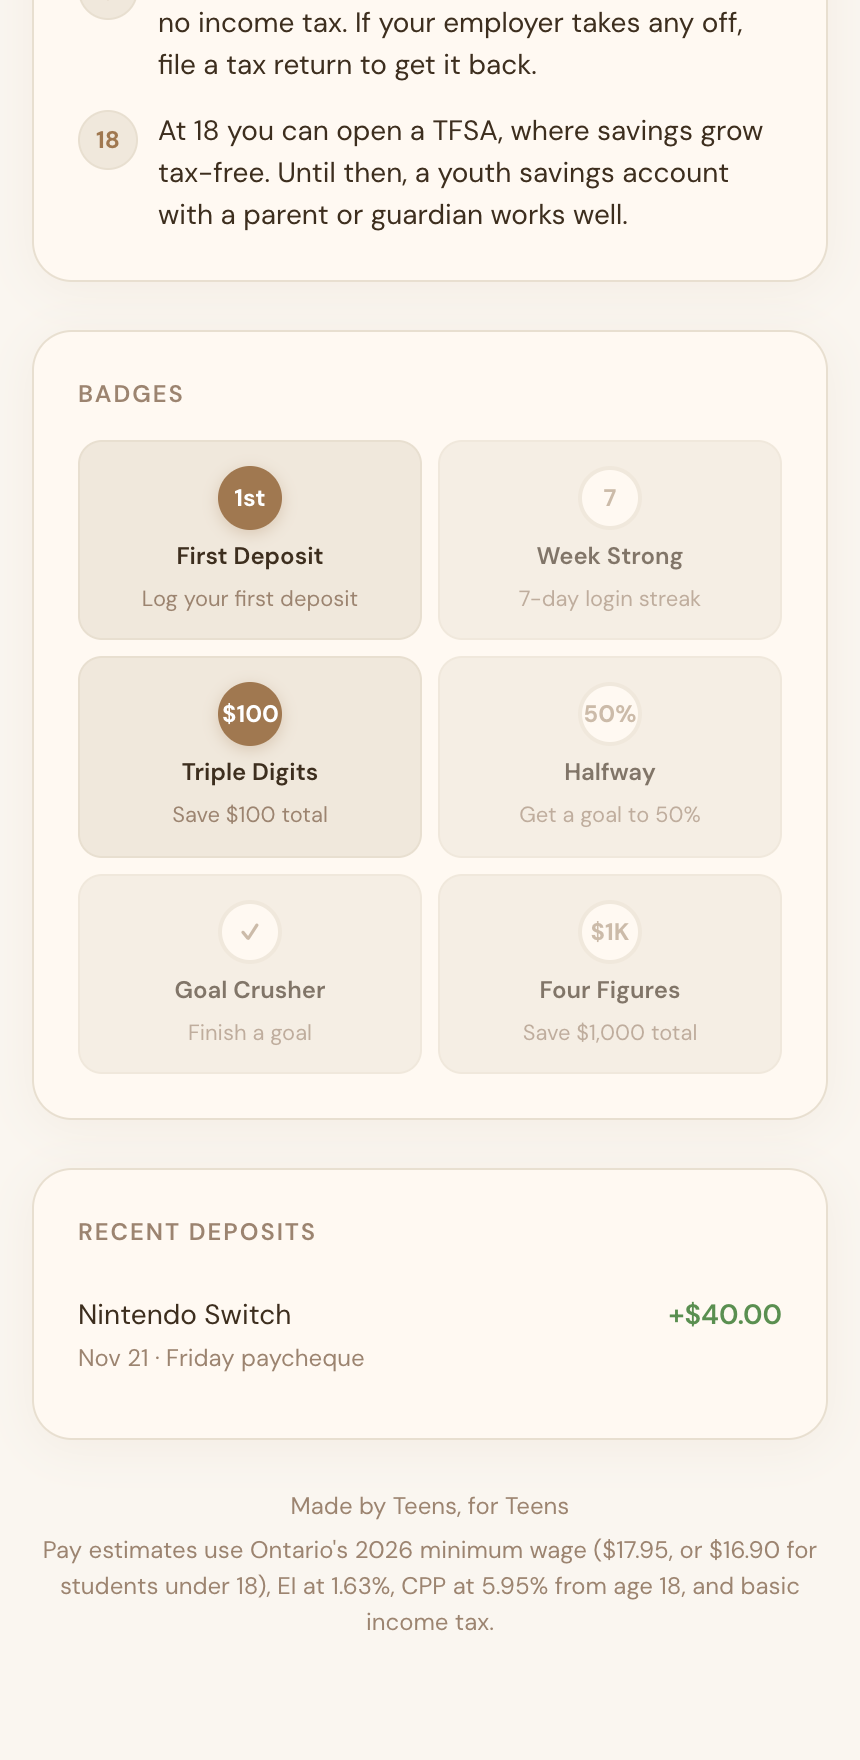 no income tax. If your employer takes any off,
file a tax return to get it back.
18
At 18 you can open a TFSA, where savings grow
tax-free. Until then, a youth savings account
with a parent or guardian works well.
BADGES
1st
First Deposit
Log your first deposit
7
Week Strong
7-day login streak
$100
Triple Digits
Save $100 total
50%
Halfway
Get a goal to 50%
✓
Goal Crusher
Finish a goal
$1K
Four Figures
Save $1,000 total
RECENT DEPOSITS
Nintendo Switch
+$40.00
Nov 21 · Friday paycheque
Made by Teens, for Teens
Pay estimates use Ontario's 2026 minimum wage ($17.95, or $16.90 for
students under 18), EI at 1.63%, CPP at 5.95% from age 18, and basic
income tax.